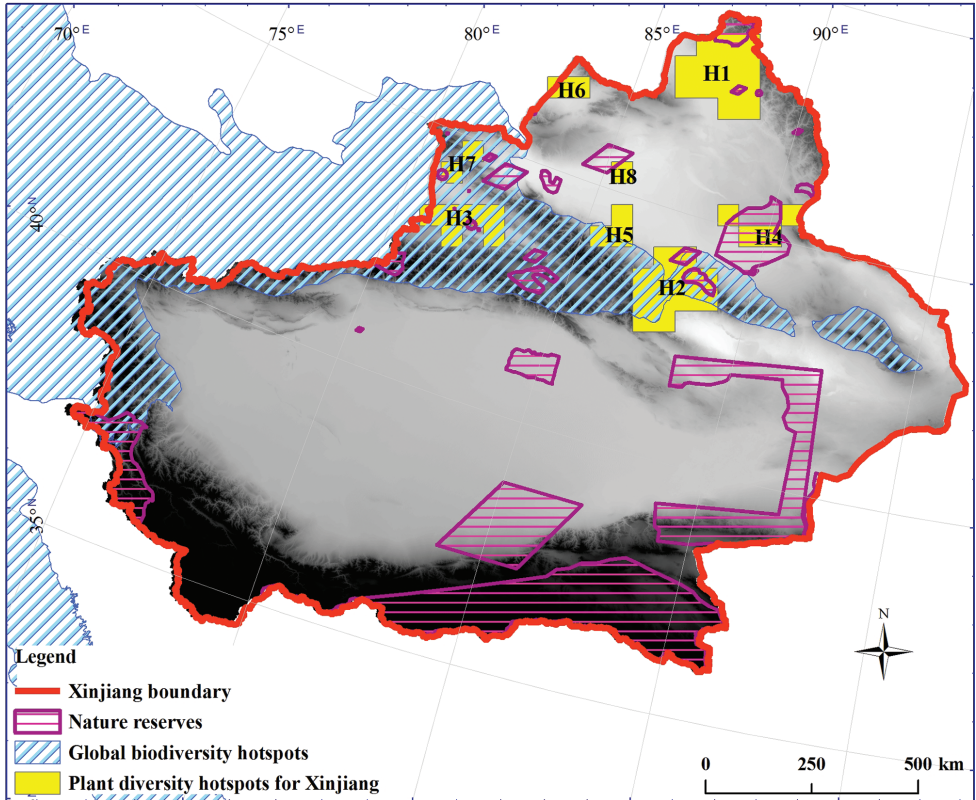 70°E
75°E
80°E
85°E
90°E
H1
H6
H7
H8
40°N
H3
H5
H4
H2
35°N
N
Legend
Xinjiang boundary
Nature reserves
Global biodiversity hotspots
Plant diversity hotspots for Xinjiang
0 250 500 km